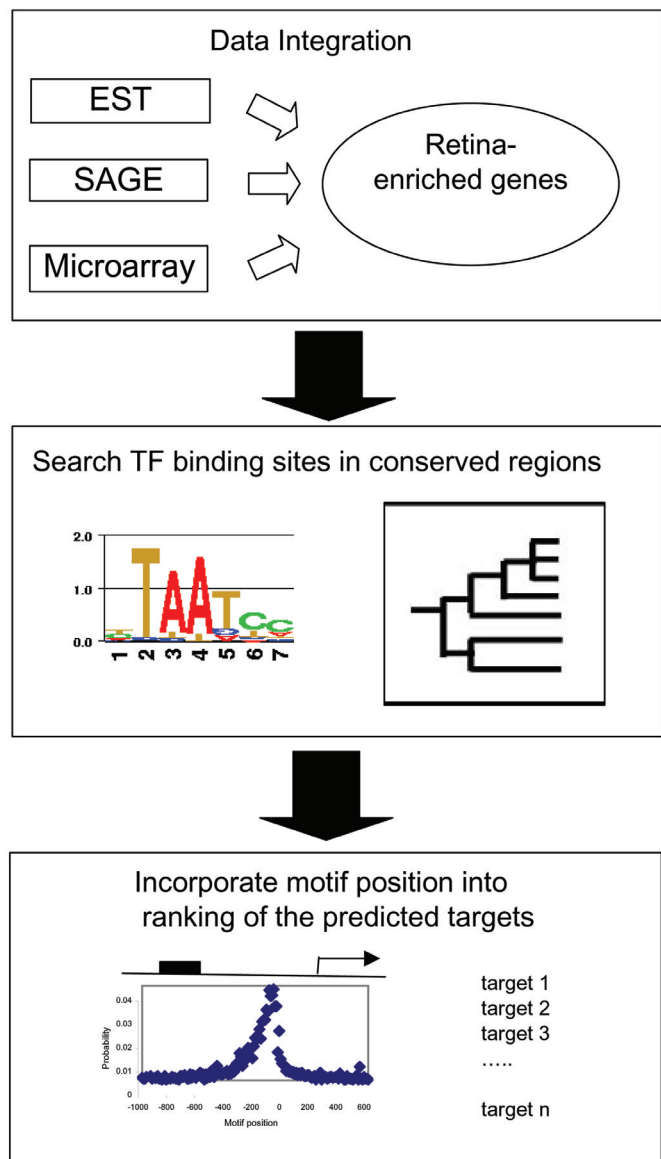 Data Integration
EST
SAGE
Microarray
Retina-
enriched genes
Search TF binding sites in conserved regions
2.0
1.0
0.0
TAATCC
1 2 3 4 5 6 7
Incorporate motif position into
ranking of the predicted targets
0.04
0.03
0.02
0.01
0
Probability
-1000 -800 -600 -400 -200 0 200 400 600
Motif position
target 1
target 2
target 3
.....
target n